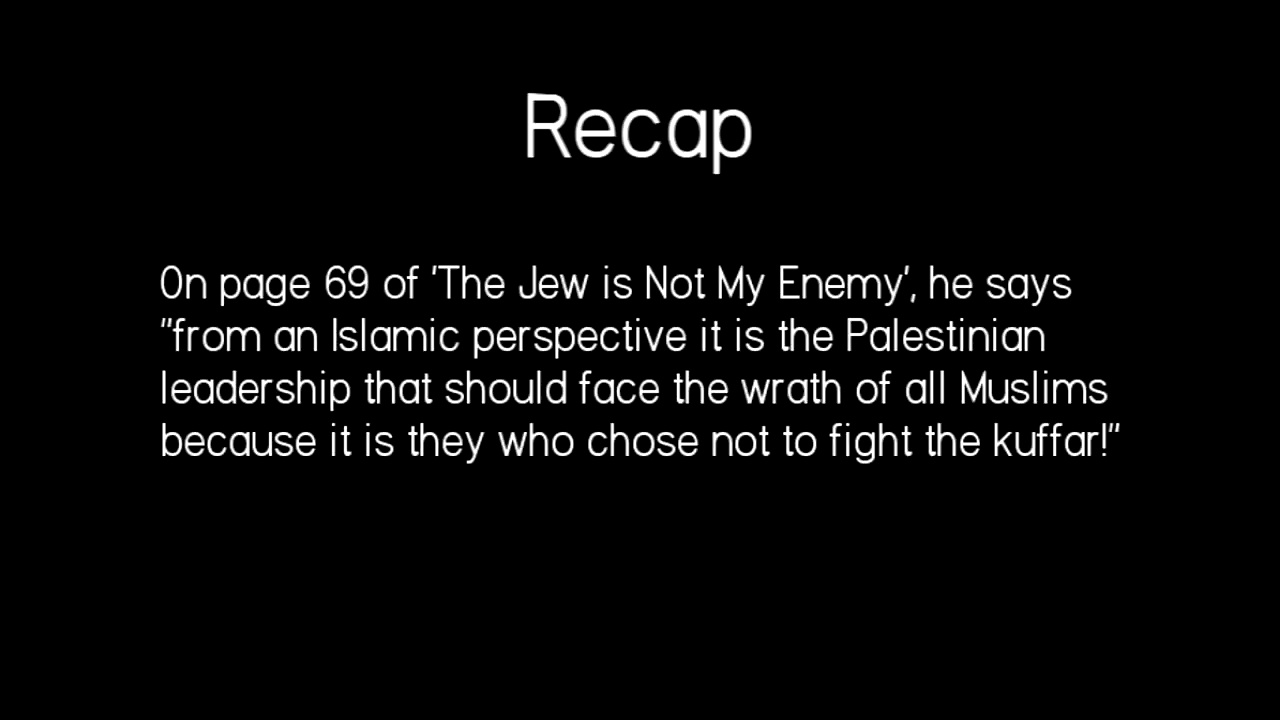 Recap
On page 69 of 'The Jew is Not My Enemy', he says
"from an Islamic perspective it is the Palestinian
leadership that should face the wrath of all Muslims
because it is they who chose not to fight the kuffar!"